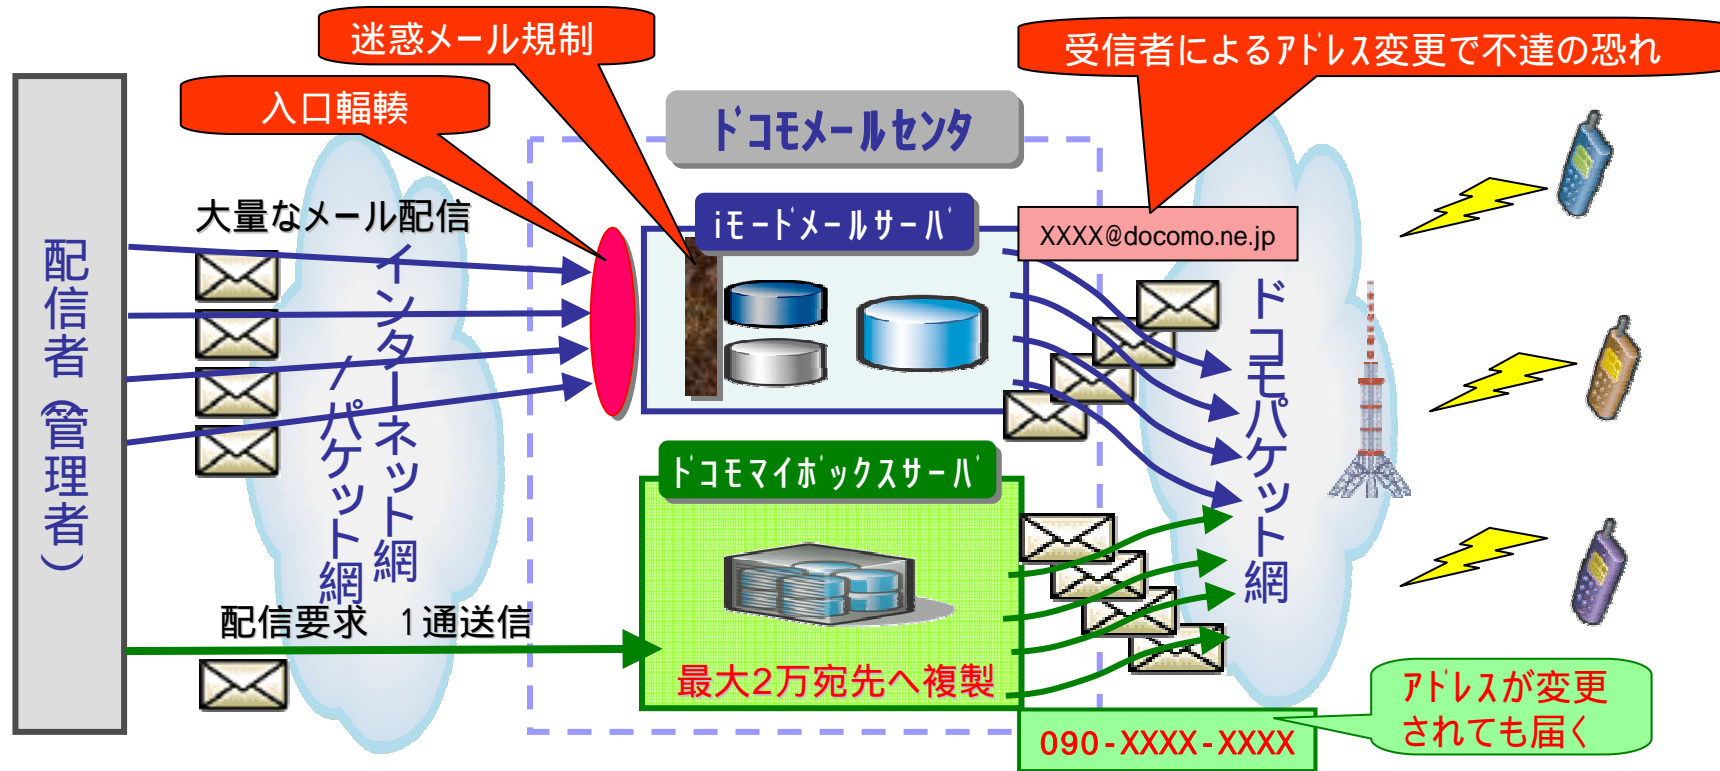 迷惑メール規制
受信者によるｱﾄﾞﾚｽ変更で不達の恐れ
入口輻輳
ﾄﾞｺﾓﾒｰﾙｾﾝﾀ
大量なメール配信
iﾓｰﾄﾞﾒｰﾙｻｰﾊﾞ
XXXX@docomo.ne.jp
配信者(管理者)
インターネット網
/パケット網
ドコモパケット網
ﾄﾞｺﾓﾏｲﾎﾞｯｸｽｻｰﾊﾞ
配信要求　1通送信
最大2万宛先へ複製
ｱﾄﾞﾚｽが変更
されても届く
090-XXXX-XXXX